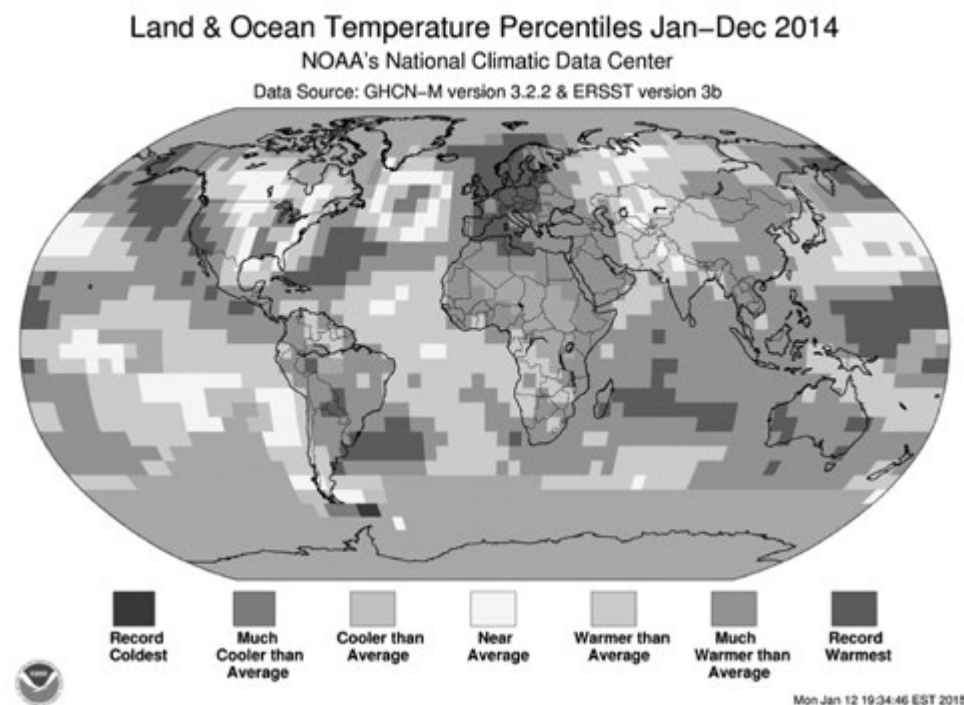 Land & Ocean Temperature Percentiles Jan–Dec 2014
NOAA's National Climatic Data Center
Data Source: GHCN–M version 3.2.2 & ERSST version 3b
Record
Coldest
Much
Cooler than
Average
Cooler than
Average
Near
Average
Warmer than
Average
Much
Warmer than
Average
Record
Warmest
Mon Jan 12 19:34:46 EST 2015